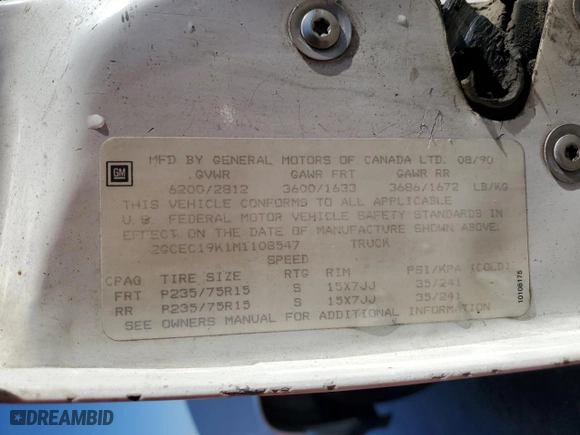 GM
MFD BY GENERAL MOTORS OF CANADA LTD. 08/90
GVWR GAWR FRT GAWR RR
6200/2812 3600/1633 3686/1672 LB/KG
THIS VEHICLE CONFORMS TO ALL APPLICABLE
U.S. FEDERAL MOTOR VEHICLE SAFETY STANDARDS IN
EFFECT ON THE DATE OF MANUFACTURE SHOWN ABOVE.
2GCEC19K1M1108547 TRUCK
SPEED
CPAG TIRE SIZE RTG RIM PSI/KPA (COLD)
FRT P235/75R15 S 15X7JJ 35/241
RR P235/75R15 S 15X7JJ 35/241
SEE OWNERS MANUAL FOR ADDITIONAL INFORMATION
10108175
DREAMBID